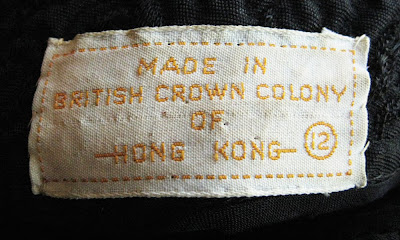 MADE IN
BRITISH CROWN COLONY
OF
—HONG KONG— 12